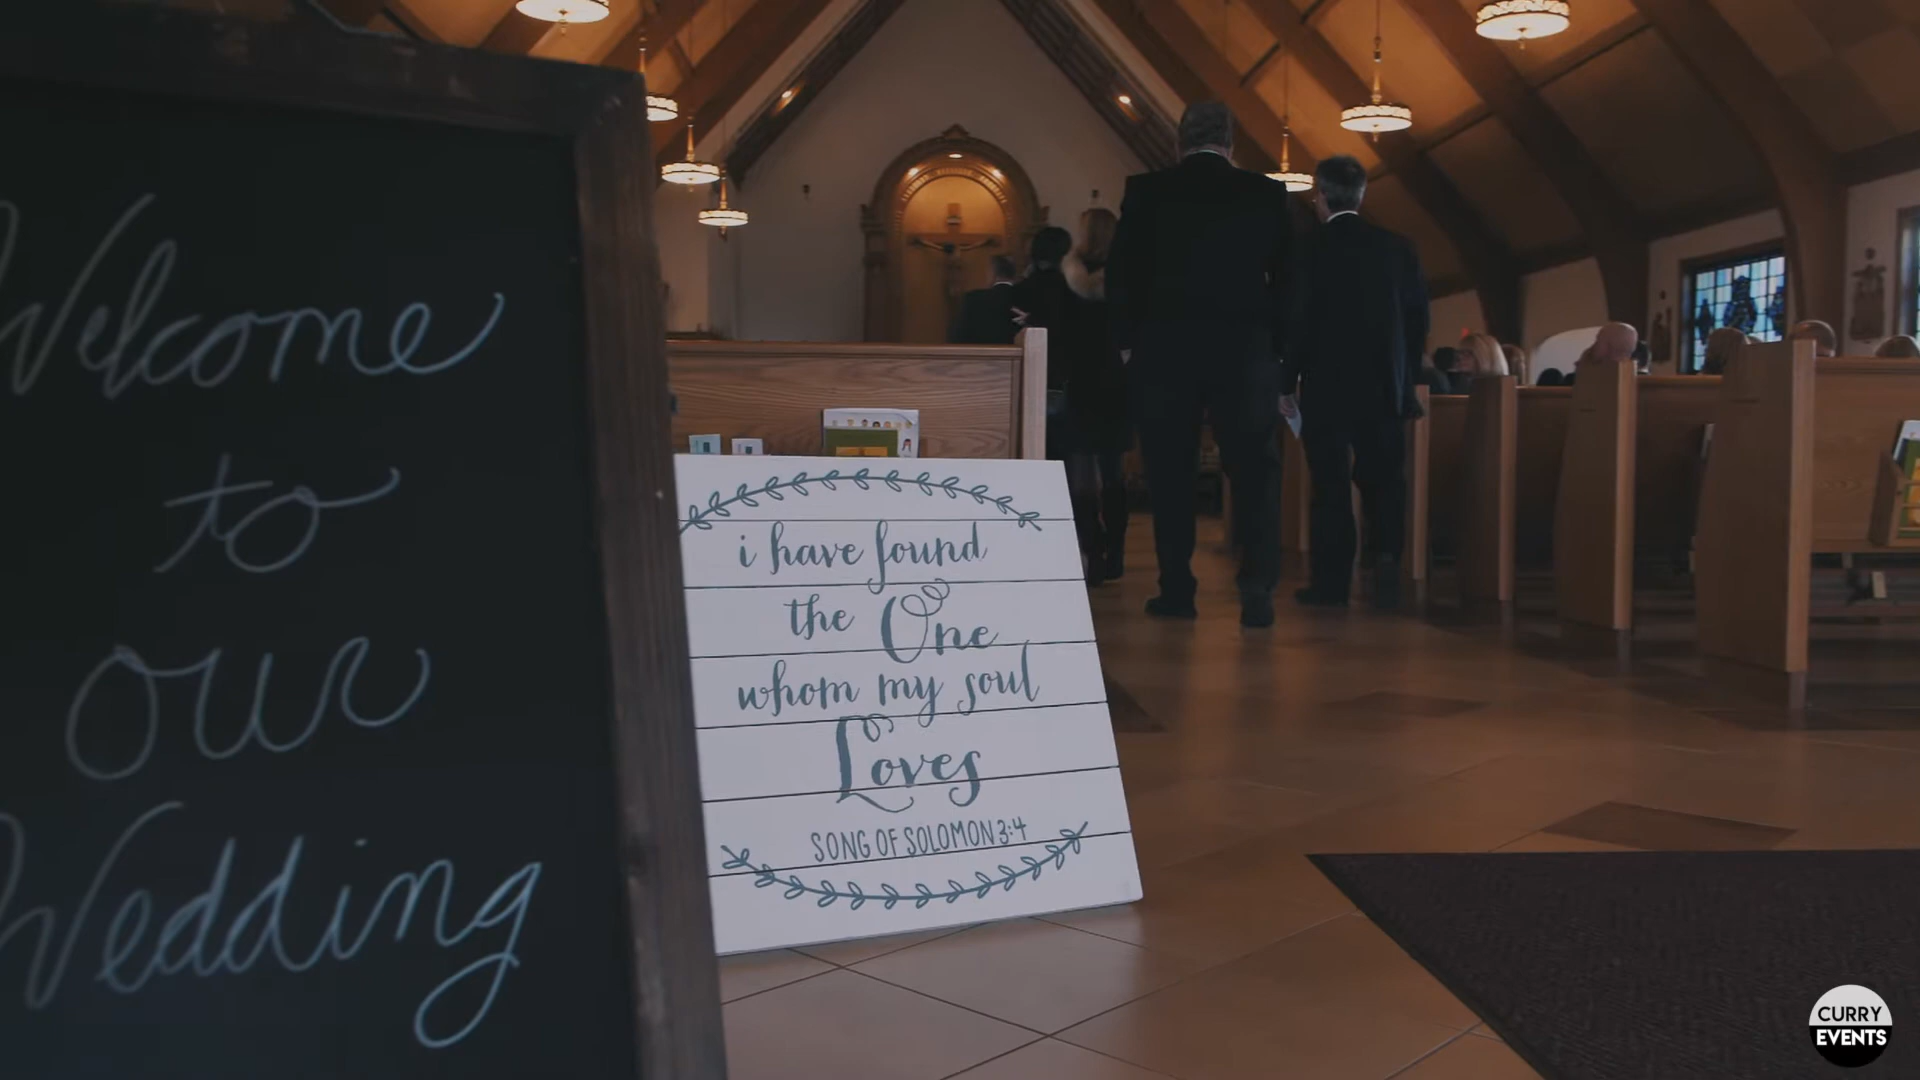 Welcome
to
our
Wedding
i have found
the One
whom my soul
Loves
SONG OF SOLOMON 3:4
CURRY
EVENTS